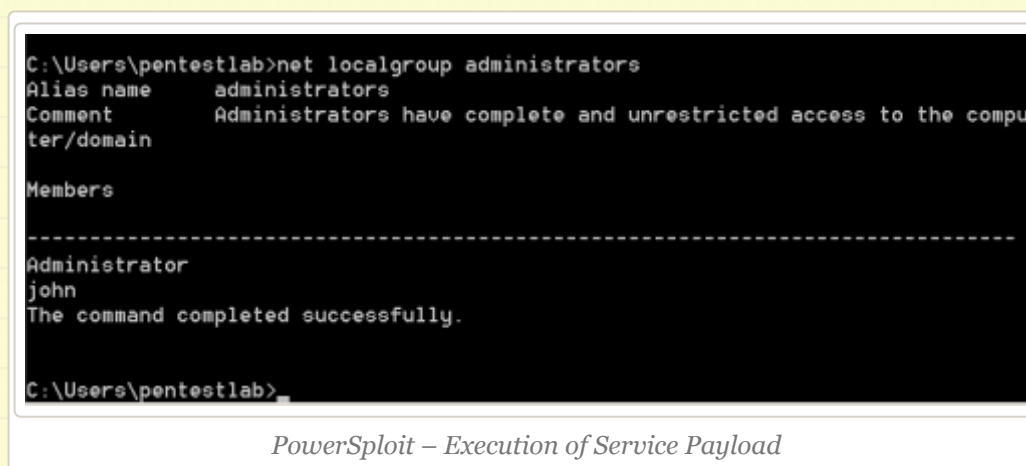 C:\Users\pentestlab>net localgroup administrators
Alias name     administrators
Comment        Administrators have complete and unrestricted access to the compu
ter/domain
Members
-------------------------------------------------------------------------------
Administrator
john
The command completed successfully.
C:\Users\pentestlab>_
PowerSploit – Execution of Service Payload